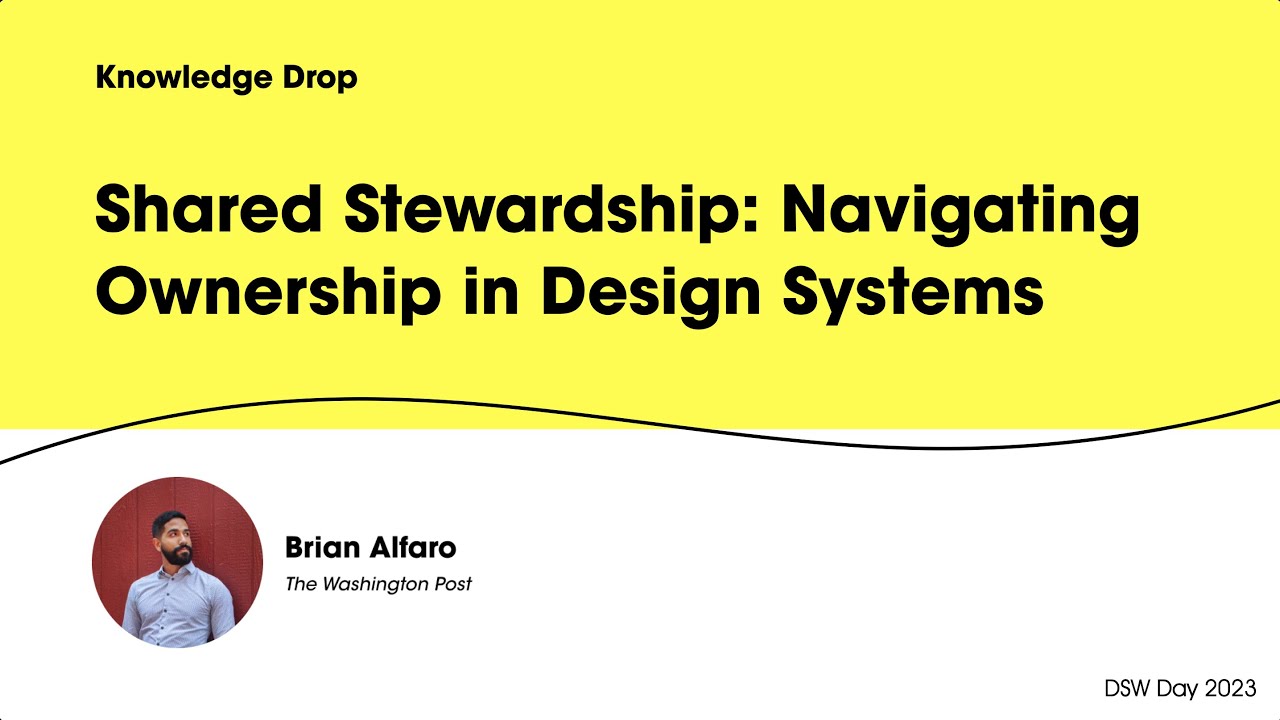 Knowledge Drop
Shared Stewardship: Navigating
Ownership in Design Systems
Brian Alfaro
The Washington Post
DSW Day 2023